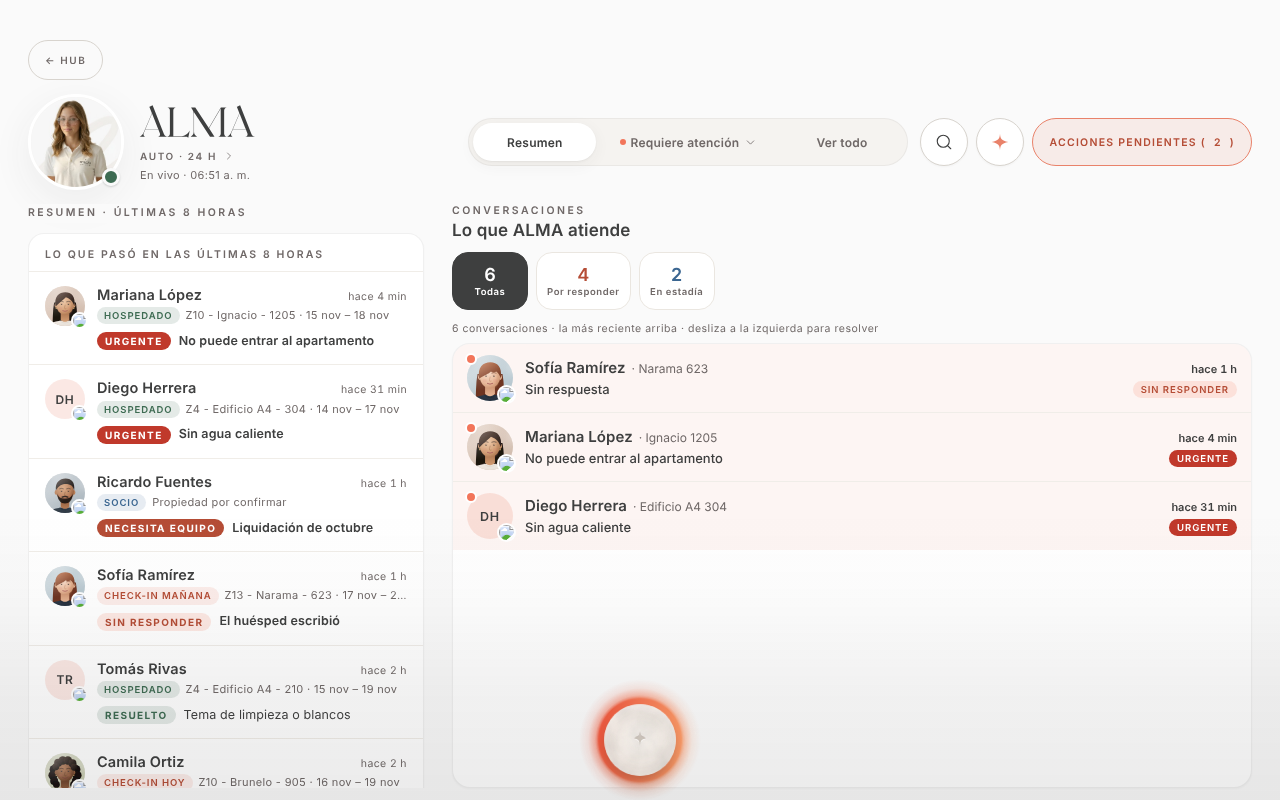 ← HUB
ALMA
AUTO · 24 H
En vivo · 06:51 a. m.
Resumen
Requiere atención
Ver todo
ACCIONES PENDIENTES ( 2 )
RESUMEN · ÚLTIMAS 8 HORAS
LO QUE PASÓ EN LAS ÚLTIMAS 8 HORAS
Mariana López hace 4 min
HOSPEDADO Z10 - Ignacio - 1205 · 15 nov – 18 nov
URGENTE No puede entrar al apartamento
DH
Diego Herrera hace 31 min
HOSPEDADO Z4 - Edificio A4 - 304 · 14 nov – 17 nov
URGENTE Sin agua caliente
Ricardo Fuentes hace 1 h
SOCIO Propiedad por confirmar
NECESITA EQUIPO Liquidación de octubre
Sofía Ramírez hace 1 h
CHECK-IN MAÑANA Z13 - Narama - 623 · 17 nov – 2...
SIN RESPONDER El huésped escribió
TR
Tomás Rivas hace 2 h
HOSPEDADO Z4 - Edificio A4 - 210 · 15 nov – 19 nov
RESUELTO Tema de limpieza o blancos
Camila Ortiz hace 2 h
CHECK-IN HOY Z10 - Brunelo - 905 · 16 nov – 19 nov
CONVERSACIONES
Lo que ALMA atiende
6
Todas
4
Por responder
2
En estadía
6 conversaciones · la más reciente arriba · desliza a la izquierda para resolver
Sofía Ramírez · Narama 623 hace 1 h
Sin respuesta SIN RESPONDER
Mariana López · Ignacio 1205 hace 4 min
No puede entrar al apartamento URGENTE
DH
Diego Herrera · Edificio A4 304 hace 31 min
Sin agua caliente URGENTE